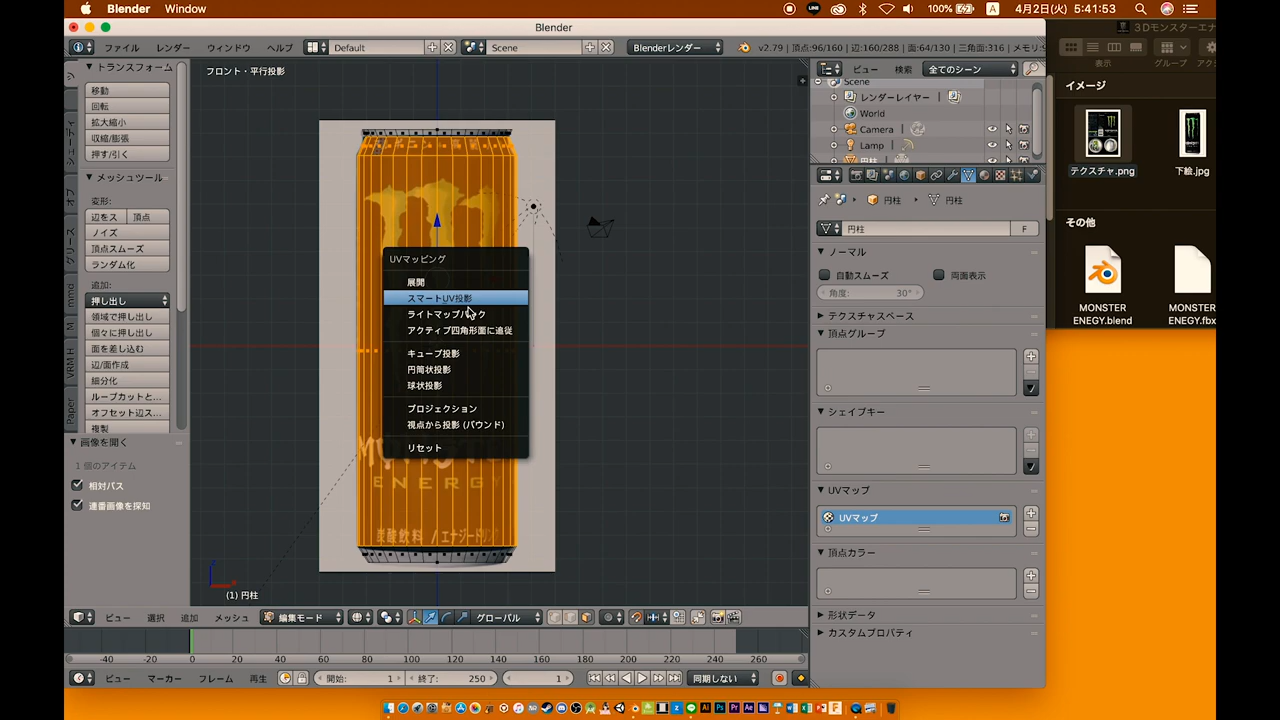 Blender Window 100% 4月2日(火) 5:41:53
Blender
3Dモンスターエナ
ファイル レンダー ウィンドウ ヘルプ Default Scene Blenderレンダー v2.79 | 頂点:96/160 | 辺:160/288 | 面:64/130 | 三角面:316 | メモリ:
表示 グループ
トランスフォーム
移動
回転
拡大縮小
収縮/膨張
押す/引く
メッシュツール
変形:
辺をス 頂点
ノイズ
頂点スムーズ
ランダム化
追加:
押し出し
領域で押し出し
個々に押し出し
面を差し込む
辺/面作成
細分化
ループカットと...
オフセット辺ス...
複製
画像を開く
1 個のアイテム
相対パス
連番画像を探知
mmd
VRM H
Paper
フロント・平行投影
UVマッピング
展開
スマートUV投影
ライトマップパック
アクティブ四角形面に追従
キューブ投影
円筒状投影
球状投影
プロジェクション
視点から投影 (バウンド)
リセット
ENERGY
炭酸飲料 / エナジードリンク
(1) 円柱
ビュー 選択 追加 メッシュ 編集モード グローバル
-40 -20 0 20 40 60 80 100 120 140 160 180 200 220 240 260
ビュー マーカー フレーム 再生 開始: 1 終了: 250 1 同期しない
ビュー 検索 全てのシーン
Scene
レンダーレイヤー
World
Camera
Lamp
円柱
円柱 円柱
円柱 F
ノーマル
自動スムーズ 両面表示
角度: 30°
テクスチャスペース
頂点グループ
シェイプキー
UVマップ
UVマップ
頂点カラー
形状データ
カスタムプロパティ
イメージ
テクスチャ.png 下絵.jpg
その他
MONSTER ENEGY.blend
MONSTER ENEGY.fbx